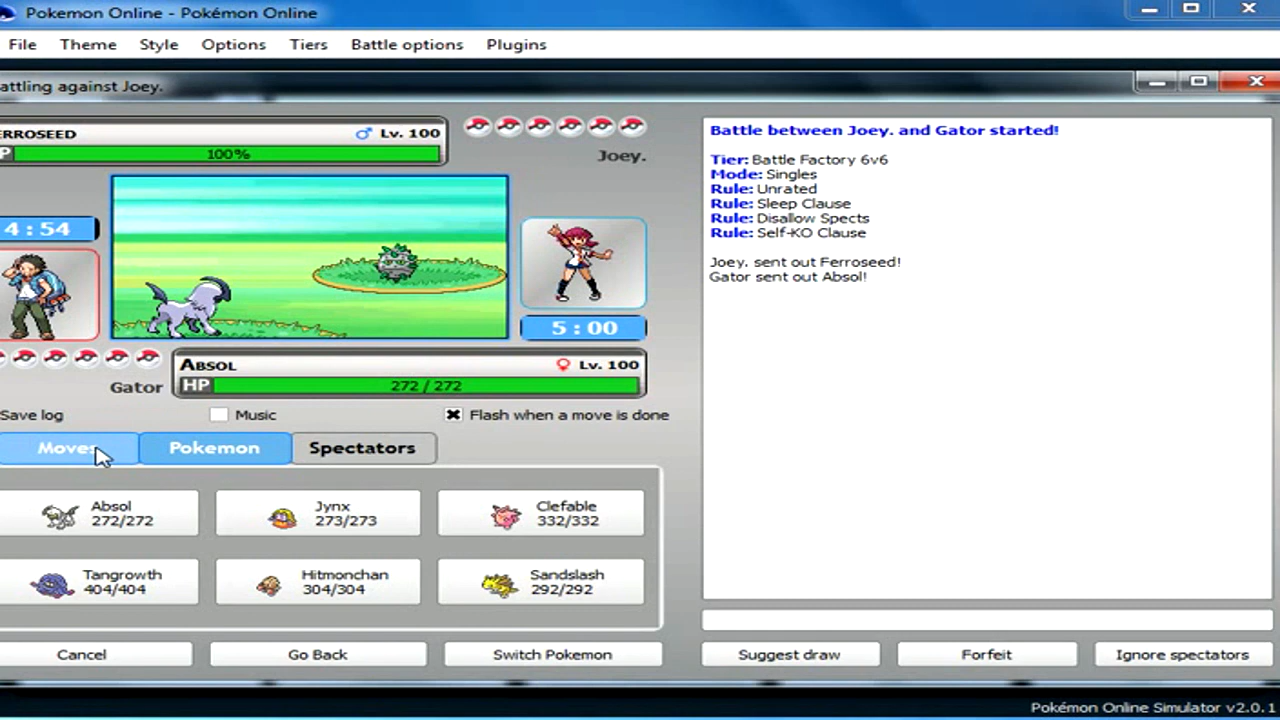 Pokemon Online - Pokémon Online
File Theme Style Options Tiers Battle options Plugins
attling against Joey.
ERROSEED ♂ Lv. 100
P 100%
Joey.
4:54
5:00
ABSOL ♀ Lv. 100
HP 272 / 272
Gator
Save log Music Flash when a move is done
Moves Pokemon Spectators
Absol
272/272
Jynx
273/273
Clefable
332/332
Tangrowth
404/404
Hitmonchan
304/304
Sandslash
292/292
Cancel Go Back Switch Pokemon
Battle between Joey. and Gator started!
Tier: Battle Factory 6v6
Mode: Singles
Rule: Unrated
Rule: Sleep Clause
Rule: Disallow Spects
Rule: Self-KO Clause
Joey. sent out Ferroseed!
Gator sent out Absol!
Suggest draw Forfeit Ignore spectators
Pokémon Online Simulator v2.0.1